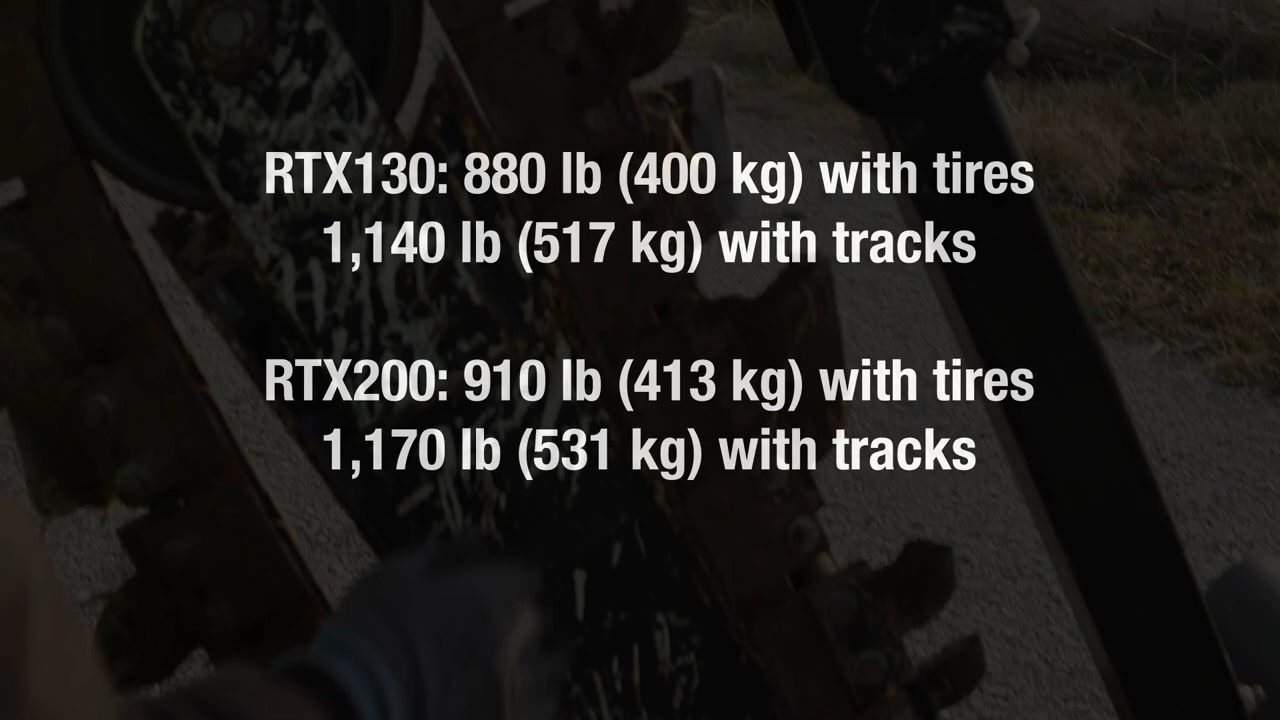 RTX130: 880 lb (400 kg) with tires
1,140 lb (517 kg) with tracks
RTX200: 910 lb (413 kg) with tires
1,170 lb (531 kg) with tracks